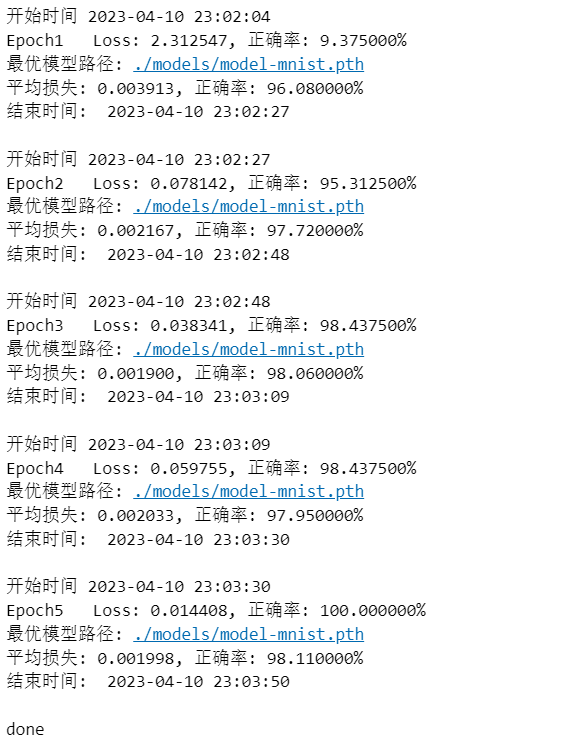 开始时间 2023-04-10 23:02:04
Epoch1   Loss: 2.312547, 正确率: 9.375000%
最优模型路径: ./models/model-mnist.pth
平均损失: 0.003913, 正确率: 96.080000%
结束时间:  2023-04-10 23:02:27

开始时间 2023-04-10 23:02:27
Epoch2   Loss: 0.078142, 正确率: 95.312500%
最优模型路径: ./models/model-mnist.pth
平均损失: 0.002167, 正确率: 97.720000%
结束时间:  2023-04-10 23:02:48

开始时间 2023-04-10 23:02:48
Epoch3   Loss: 0.038341, 正确率: 98.437500%
最优模型路径: ./models/model-mnist.pth
平均损失: 0.001900, 正确率: 98.060000%
结束时间:  2023-04-10 23:03:09

开始时间 2023-04-10 23:03:09
Epoch4   Loss: 0.059755, 正确率: 98.437500%
最优模型路径: ./models/model-mnist.pth
平均损失: 0.002033, 正确率: 97.950000%
结束时间:  2023-04-10 23:03:30

开始时间 2023-04-10 23:03:30
Epoch5   Loss: 0.014408, 正确率: 100.000000%
最优模型路径: ./models/model-mnist.pth
平均损失: 0.001998, 正确率: 98.110000%
结束时间:  2023-04-10 23:03:50

done